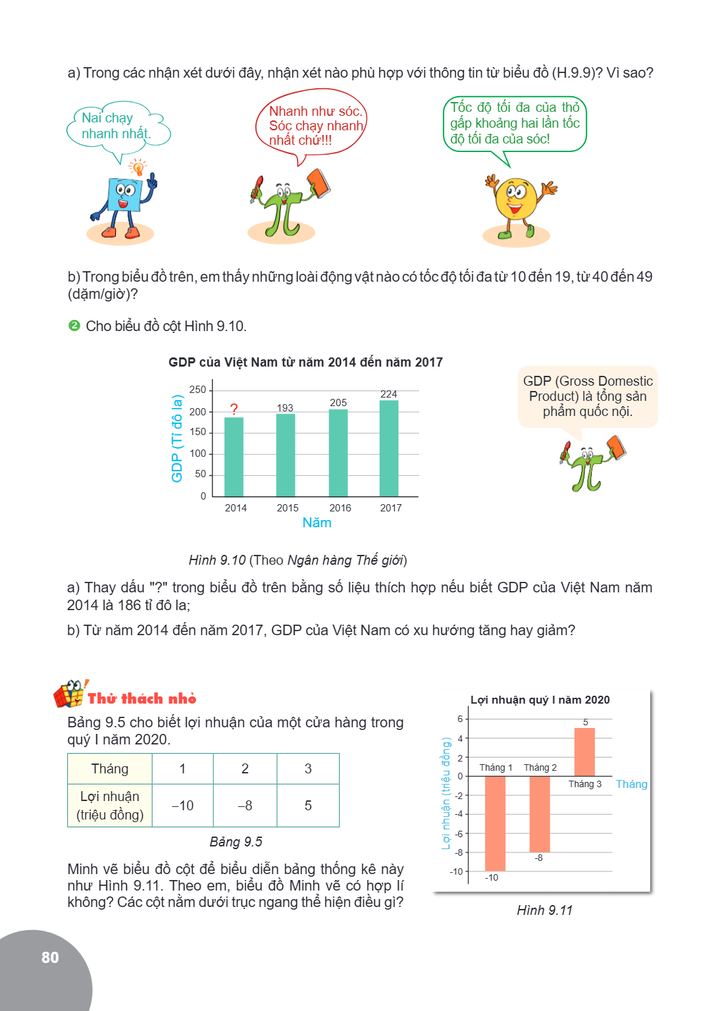 a) Trong các nhận xét dưới đây, nhận xét nào phù hợp với thông tin từ biểu đồ (H.9.9)? Vì sao?
Nai chạy
nhanh nhất.
Nhanh như sóc.
Sóc chạy nhanh
nhất chứ!!!
Tốc độ tối đa của thỏ
gấp khoảng hai lần tốc
độ tối đa của sóc!
b) Trong biểu đồ trên, em thấy những loài động vật nào có tốc độ tối đa từ 10 đến 19, từ 40 đến 49
(dặm/giờ)?
2 Cho biểu đồ cột Hình 9.10.
GDP của Việt Nam từ năm 2014 đến năm 2017
GDP (Tỉ đô la)
250
200
150
100
50
0
?
193
205
224
2014 2015 2016 2017
Năm
GDP (Gross Domestic
Product) là tổng sản
phẩm quốc nội.
Hình 9.10 (Theo Ngân hàng Thế giới)
a) Thay dấu "?" trong biểu đồ trên bằng số liệu thích hợp nếu biết GDP của Việt Nam năm
2014 là 186 tỉ đô la;
b) Từ năm 2014 đến năm 2017, GDP của Việt Nam có xu hướng tăng hay giảm?
Thử thách nhỏ
Bảng 9.5 cho biết lợi nhuận của một cửa hàng trong
quý I năm 2020.
Tháng 1 2 3
Lợi nhuận
(triệu đồng) –10 –8 5
Bảng 9.5
Minh vẽ biểu đồ cột để biểu diễn bảng thống kê này
như Hình 9.11. Theo em, biểu đồ Minh vẽ có hợp lí
không? Các cột nằm dưới trục ngang thể hiện điều gì?
Lợi nhuận quý I năm 2020
Lợi nhuận (triệu đồng)
6
4
2
0
-2
-4
-6
-8
-10
Tháng 1 Tháng 2
5
Tháng 3
Tháng
-8
-10
Hình 9.11
80